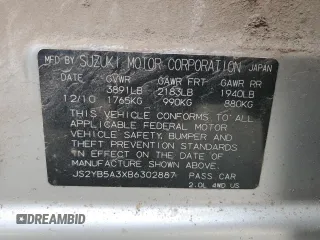 MFD BY SUZUKI MOTOR CORPORATION JAPAN
DATE GVWR GAWR FRT GAWR RR
3891LB 2183LB 1940LB
12/10 1765KG 990KG 880KG
THIS VEHICLE CONFORMS TO ALL
APPLICABLE FEDERAL MOTOR
VEHICLE SAFETY, BUMPER AND
THEFT PREVENTION STANDARDS
IN EFFECT ON THE DATE OF
MANUFACTURE SHOWN ABOVE.
JS2YB5A3XB6302887 PASS CAR
2.0L 4WD US
DREAMBID